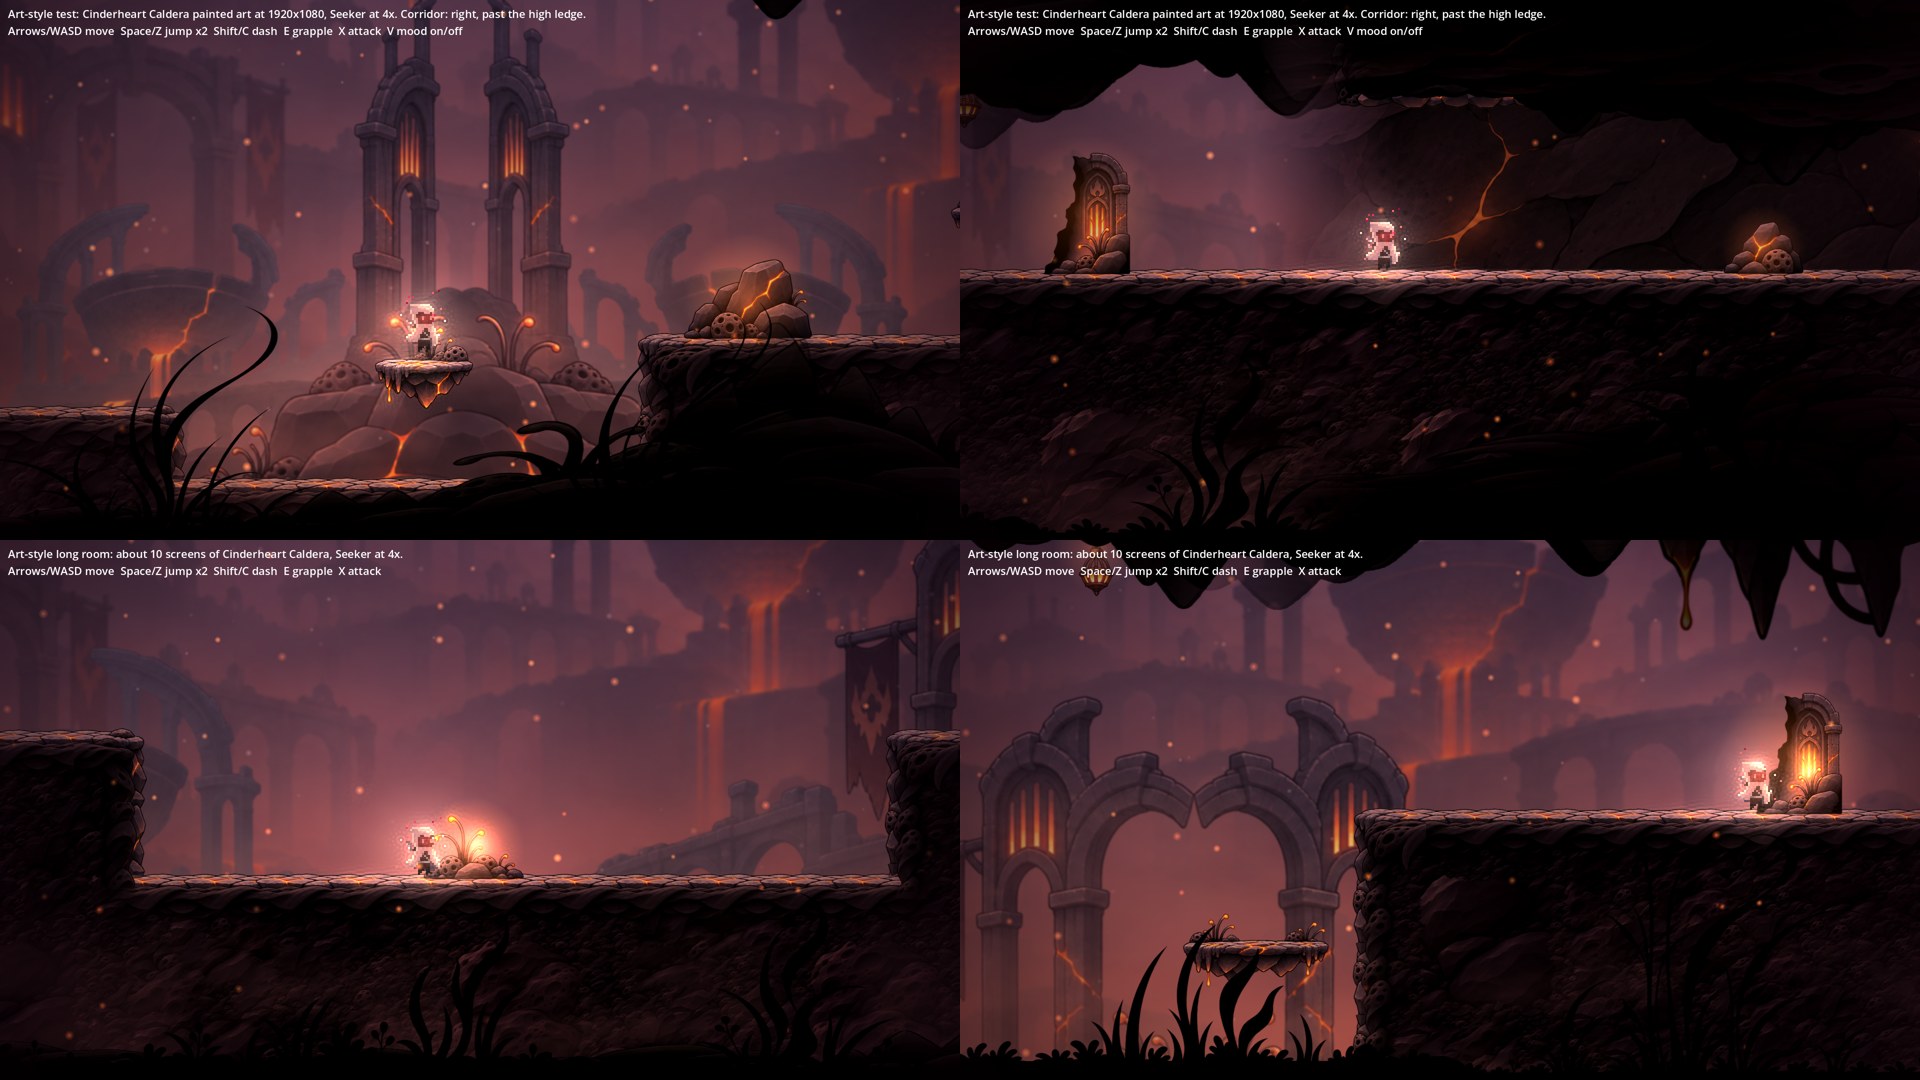 Art-style test: Cinderheart Caldera painted art at 1920x1080, Seeker at 4x. Corridor: right, past the high ledge.
Arrows/WASD move  Space/Z jump x2  Shift/C dash  E grapple  X attack  V mood on/off
Art-style test: Cinderheart Caldera painted art at 1920x1080, Seeker at 4x. Corridor: right, past the high ledge.
Arrows/WASD move  Space/Z jump x2  Shift/C dash  E grapple  X attack  V mood on/off
Art-style long room: about 10 screens of Cinderheart Caldera, Seeker at 4x.
Arrows/WASD move  Space/Z jump x2  Shift/C dash  E grapple  X attack
Art-style long room: about 10 screens of Cinderheart Caldera, Seeker at 4x.
Arrows/WASD move  Space/Z jump x2  Shift/C dash  E grapple  X attack